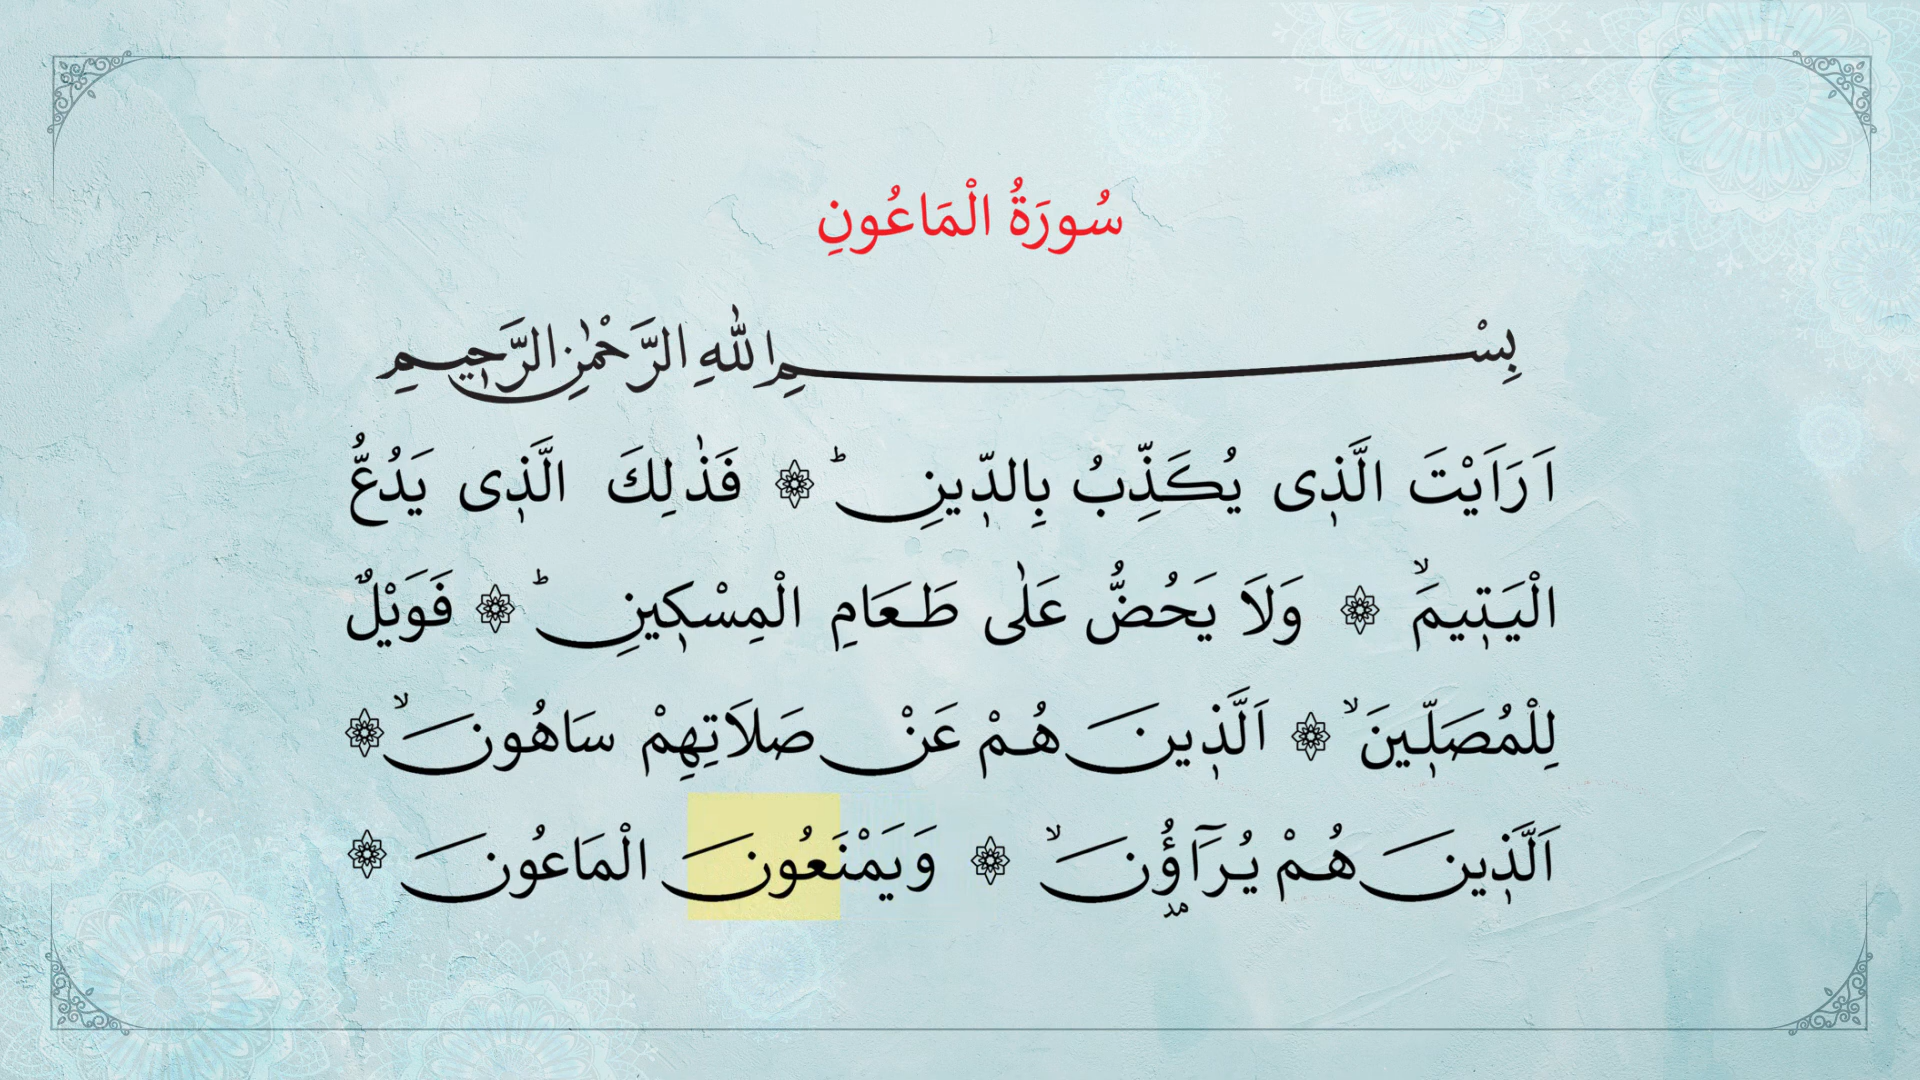 سُورَةُ الْمَاعُونِ
بِسْمِ اللّٰهِ الرَّحْمٰنِ الرَّحٖيمِ
اَرَاَيْتَ الَّذٖى يُكَذِّبُ بِالدّٖينِؕ ۞ فَذٰلِكَ الَّذٖى يَدُعُّ
الْيَتٖيمَۙ ۞ وَلَا يَحُضُّ عَلٰى طَعَامِ الْمِسْكٖينِؕ ۞ فَوَيْلٌ
لِلْمُصَلّٖينَۙ ۞ اَلَّذٖينَ هُمْ عَنْ صَلَاتِهِمْ سَاهُونَۙ ۞
اَلَّذٖينَ هُمْ يُرَآؤُنَۙ ۞ وَيَمْنَعُونَ الْمَاعُونَ ۞